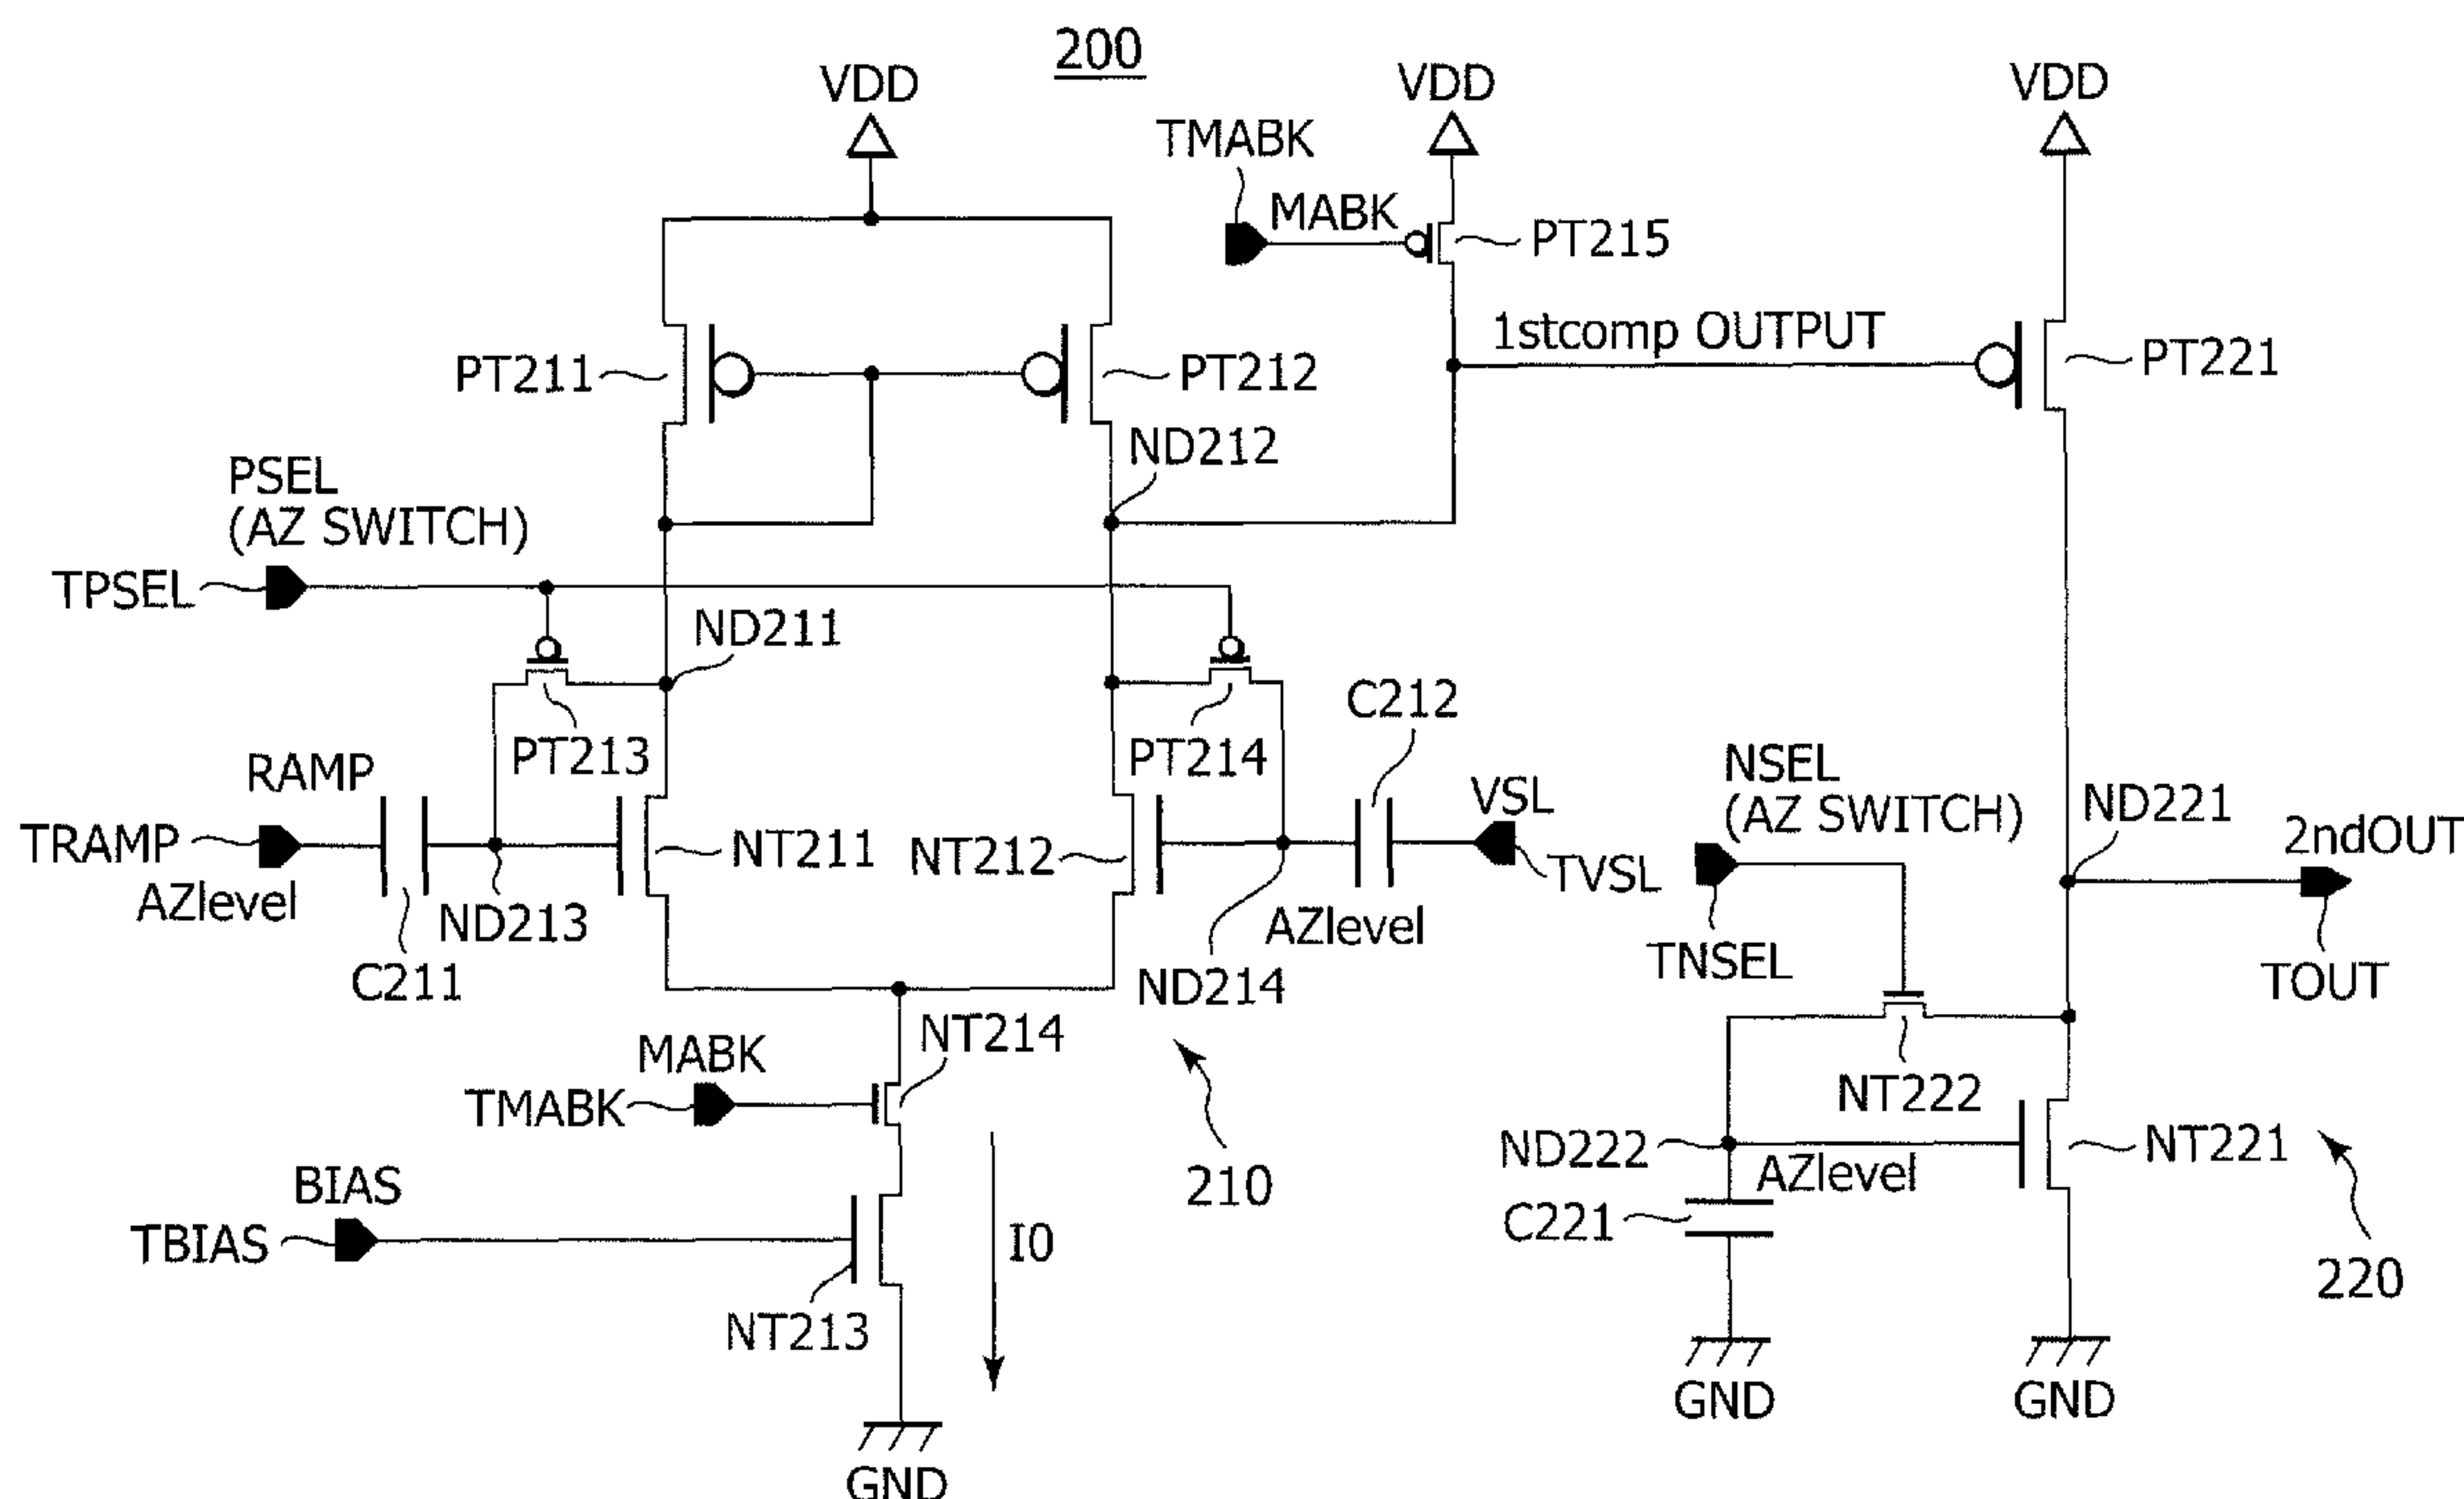 200
VDD
VDD
VDD
TMABK
MABK
PT215
1stcomp OUTPUT
PT211
PT212
PT221
ND212
PSEL
(AZ SWITCH)
TPSEL
ND211
PT213
PT214
C212
RAMP
TRAMP
AZlevel
ND213
C211
NT211
NT212
VSL
TVSL
AZlevel
ND214
NSEL
(AZ SWITCH)
TNSEL
ND221
2ndOUT
TOUT
NT214
MABK
TMABK
210
NT222
ND222
AZlevel
NT221
C221
220
BIAS
TBIAS
I0
NT213
GND
GND
GND